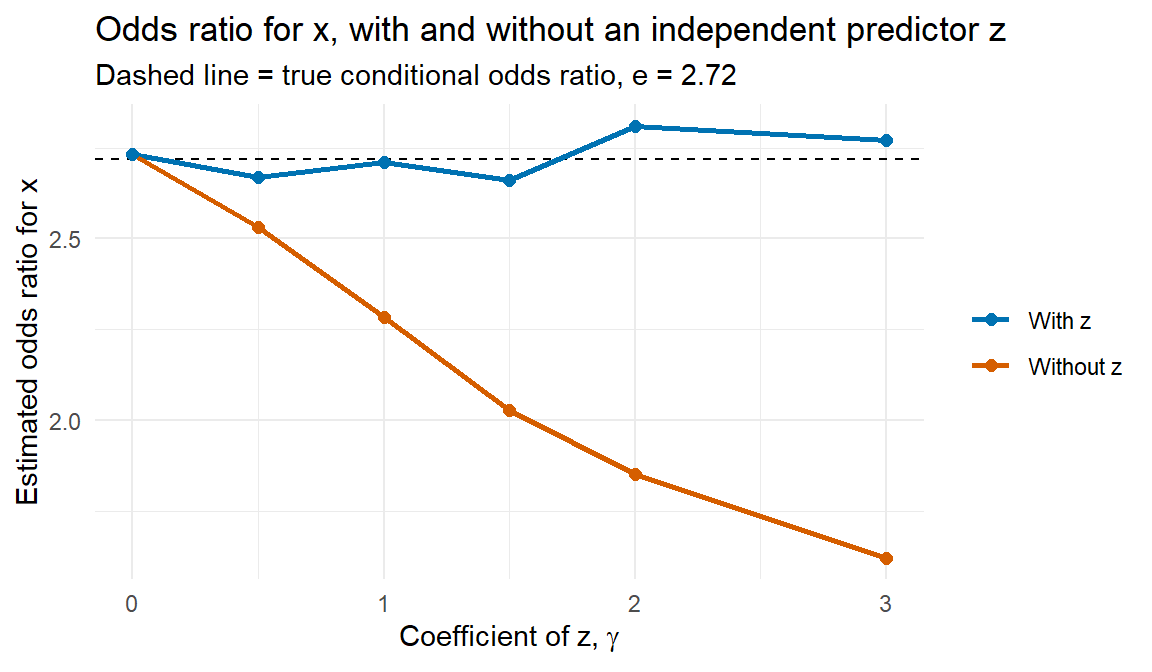 Odds ratio for x, with and without an independent predictor z
Dashed line = true conditional odds ratio, e = 2.72
Estimated odds ratio for x
2.5
2.0
0
1
2
3
Coefficient of z, γ
With z
Without z